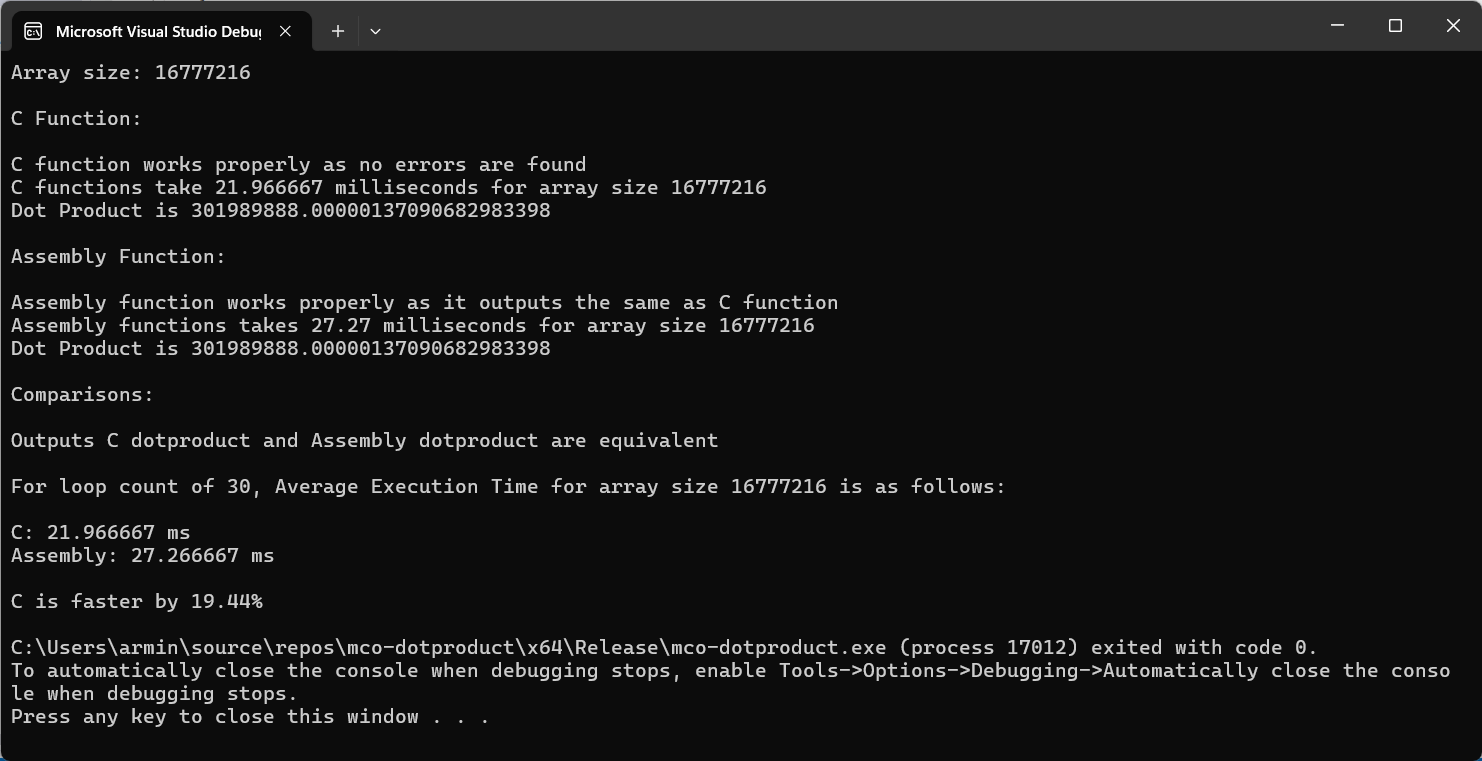 Microsoft Visual Studio Debug
Array size: 16777216
C Function:
C function works properly as no errors are found
C functions take 21.966667 milliseconds for array size 16777216
Dot Product is 301989888.00000137090682983398
Assembly Function:
Assembly function works properly as it outputs the same as C function
Assembly functions takes 27.27 milliseconds for array size 16777216
Dot Product is 301989888.00000137090682983398
Comparisons:
Outputs C dotproduct and Assembly dotproduct are equivalent
For loop count of 30, Average Execution Time for array size 16777216 is as follows:
C: 21.966667 ms
Assembly: 27.266667 ms
C is faster by 19.44%
C:\Users\armin\source\repos\mco-dotproduct\x64\Release\mco-dotproduct.exe (process 17012) exited with code 0.
To automatically close the console when debugging stops, enable Tools->Options->Debugging->Automatically close the conso
le when debugging stops.
Press any key to close this window . . .